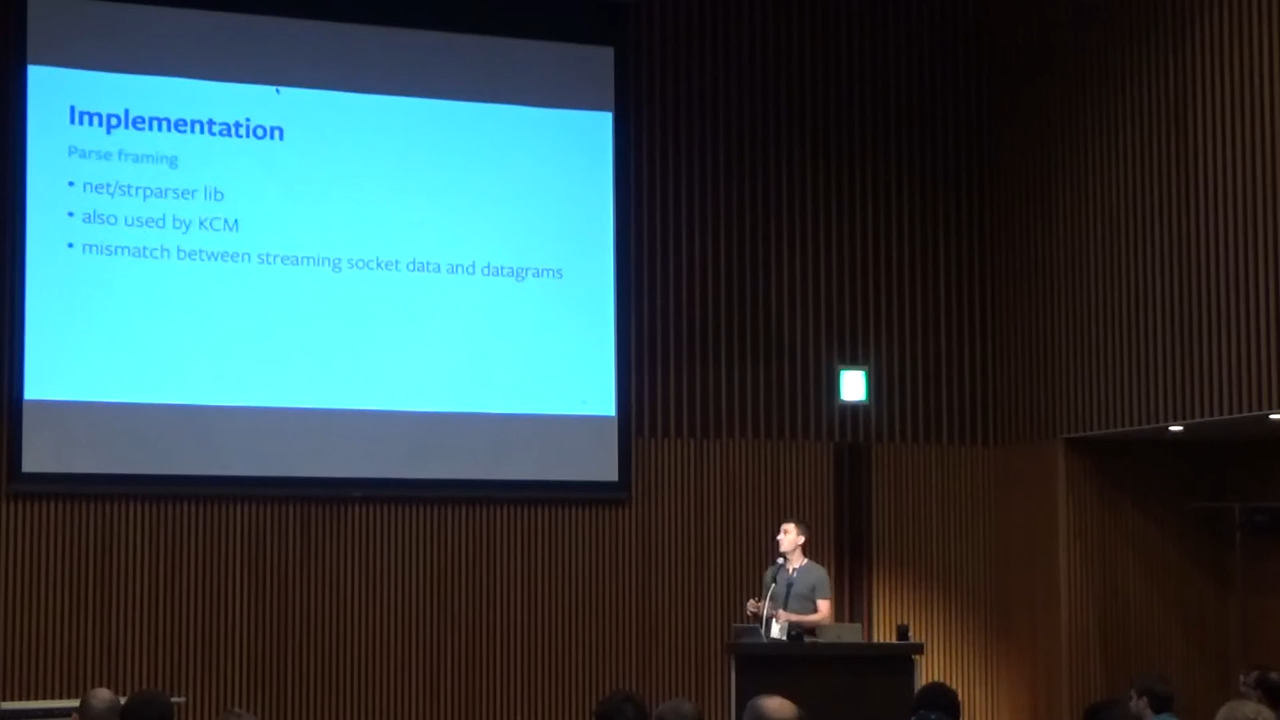 Implementation
Parse framing
• net/strparser lib
• also used by KCM
• mismatch between streaming socket data and datagrams